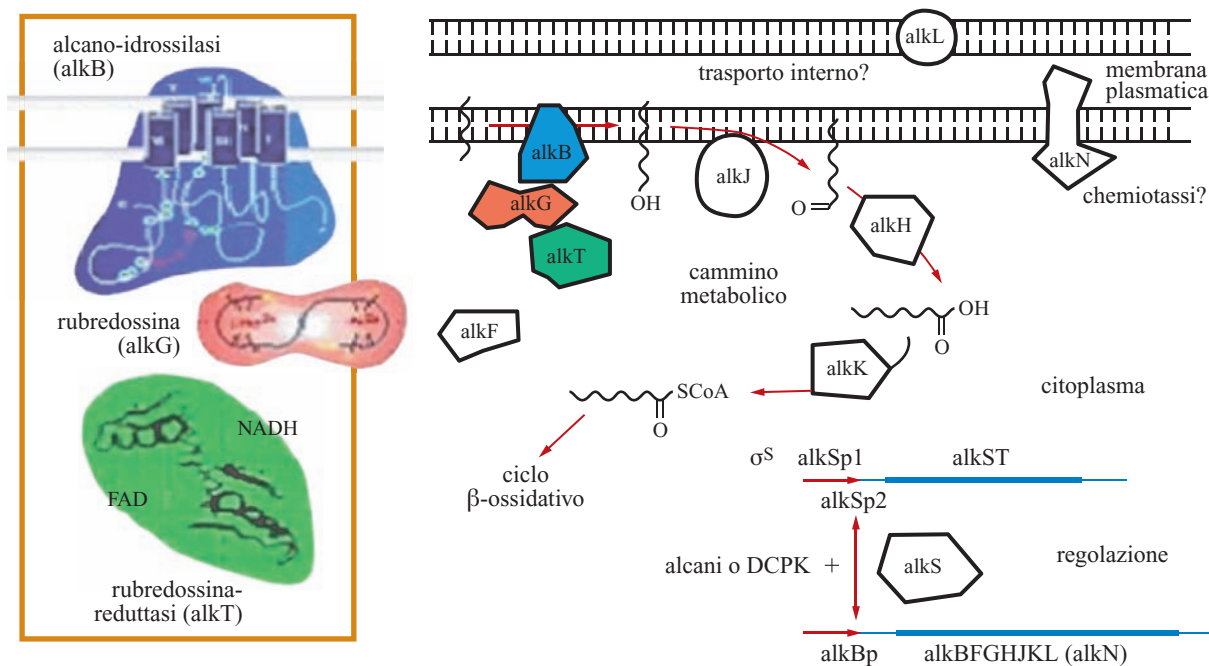 alcano-idrossilasi
(alkB)
rubredossina
(alkG)
NADH
FAD
rubredossina-
reduttasi (alkT)
alkL
trasporto interno?
membrana
plasmatica
alkB
OH
alkJ
O
alkN
chemiotassi?
alkG
alkH
alkT
cammino
metabolico
OH
O
alkF
alkK
SCoA
O
citoplasma
ciclo
β-ossidativo
σS alkSp1 alkST
alkSp2
alcani o DCPK +
alkS
regolazione
alkBp alkBFGHJKL (alkN)